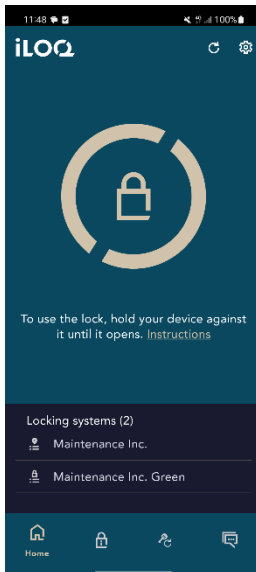 11:48 100%
iLOQ
To use the lock, hold your device against
it until it opens. Instructions
Locking systems (2)
Maintenance Inc.
Maintenance Inc. Green
Home